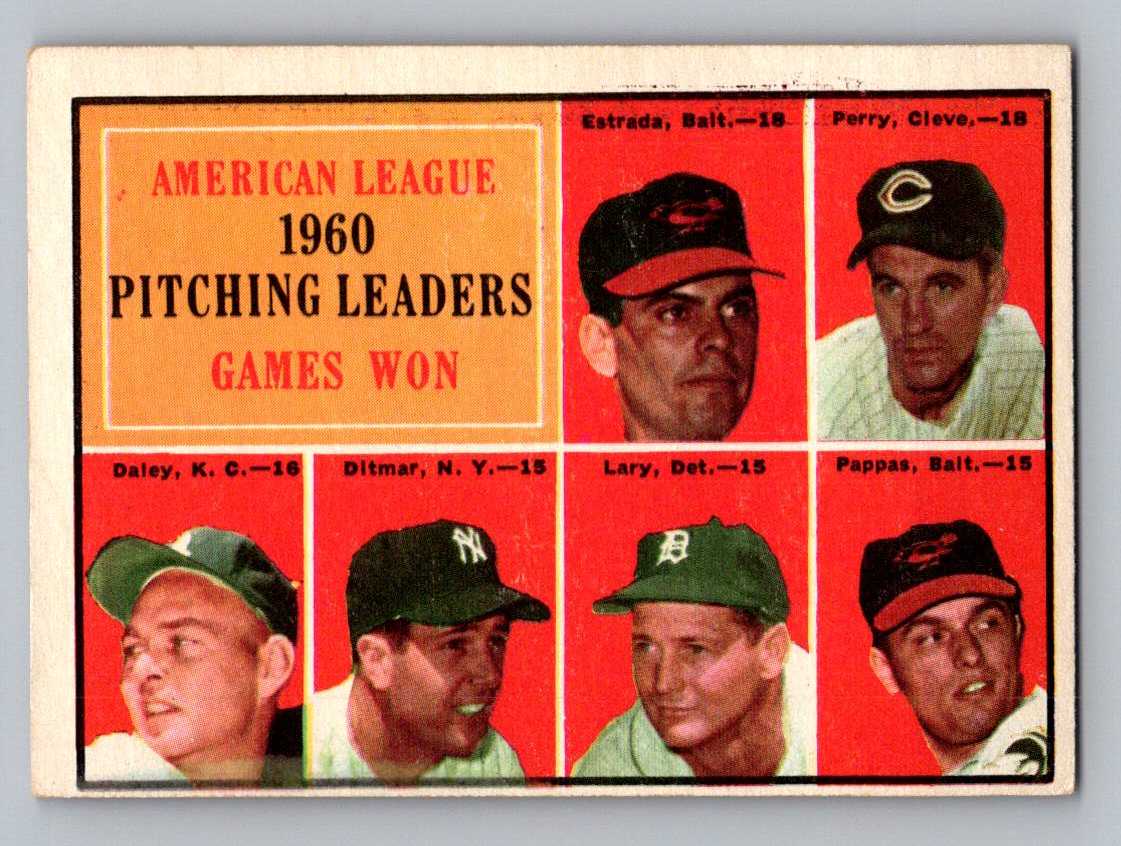 AMERICAN LEAGUE
1960
PITCHING LEADERS
GAMES WON
Estrada, Balt.—18
Perry, Cleve.—18
C
Daley, K. C.—16
Ditmar, N. Y.—15
Lary, Det.—15
Pappas, Balt.—15
NY
D